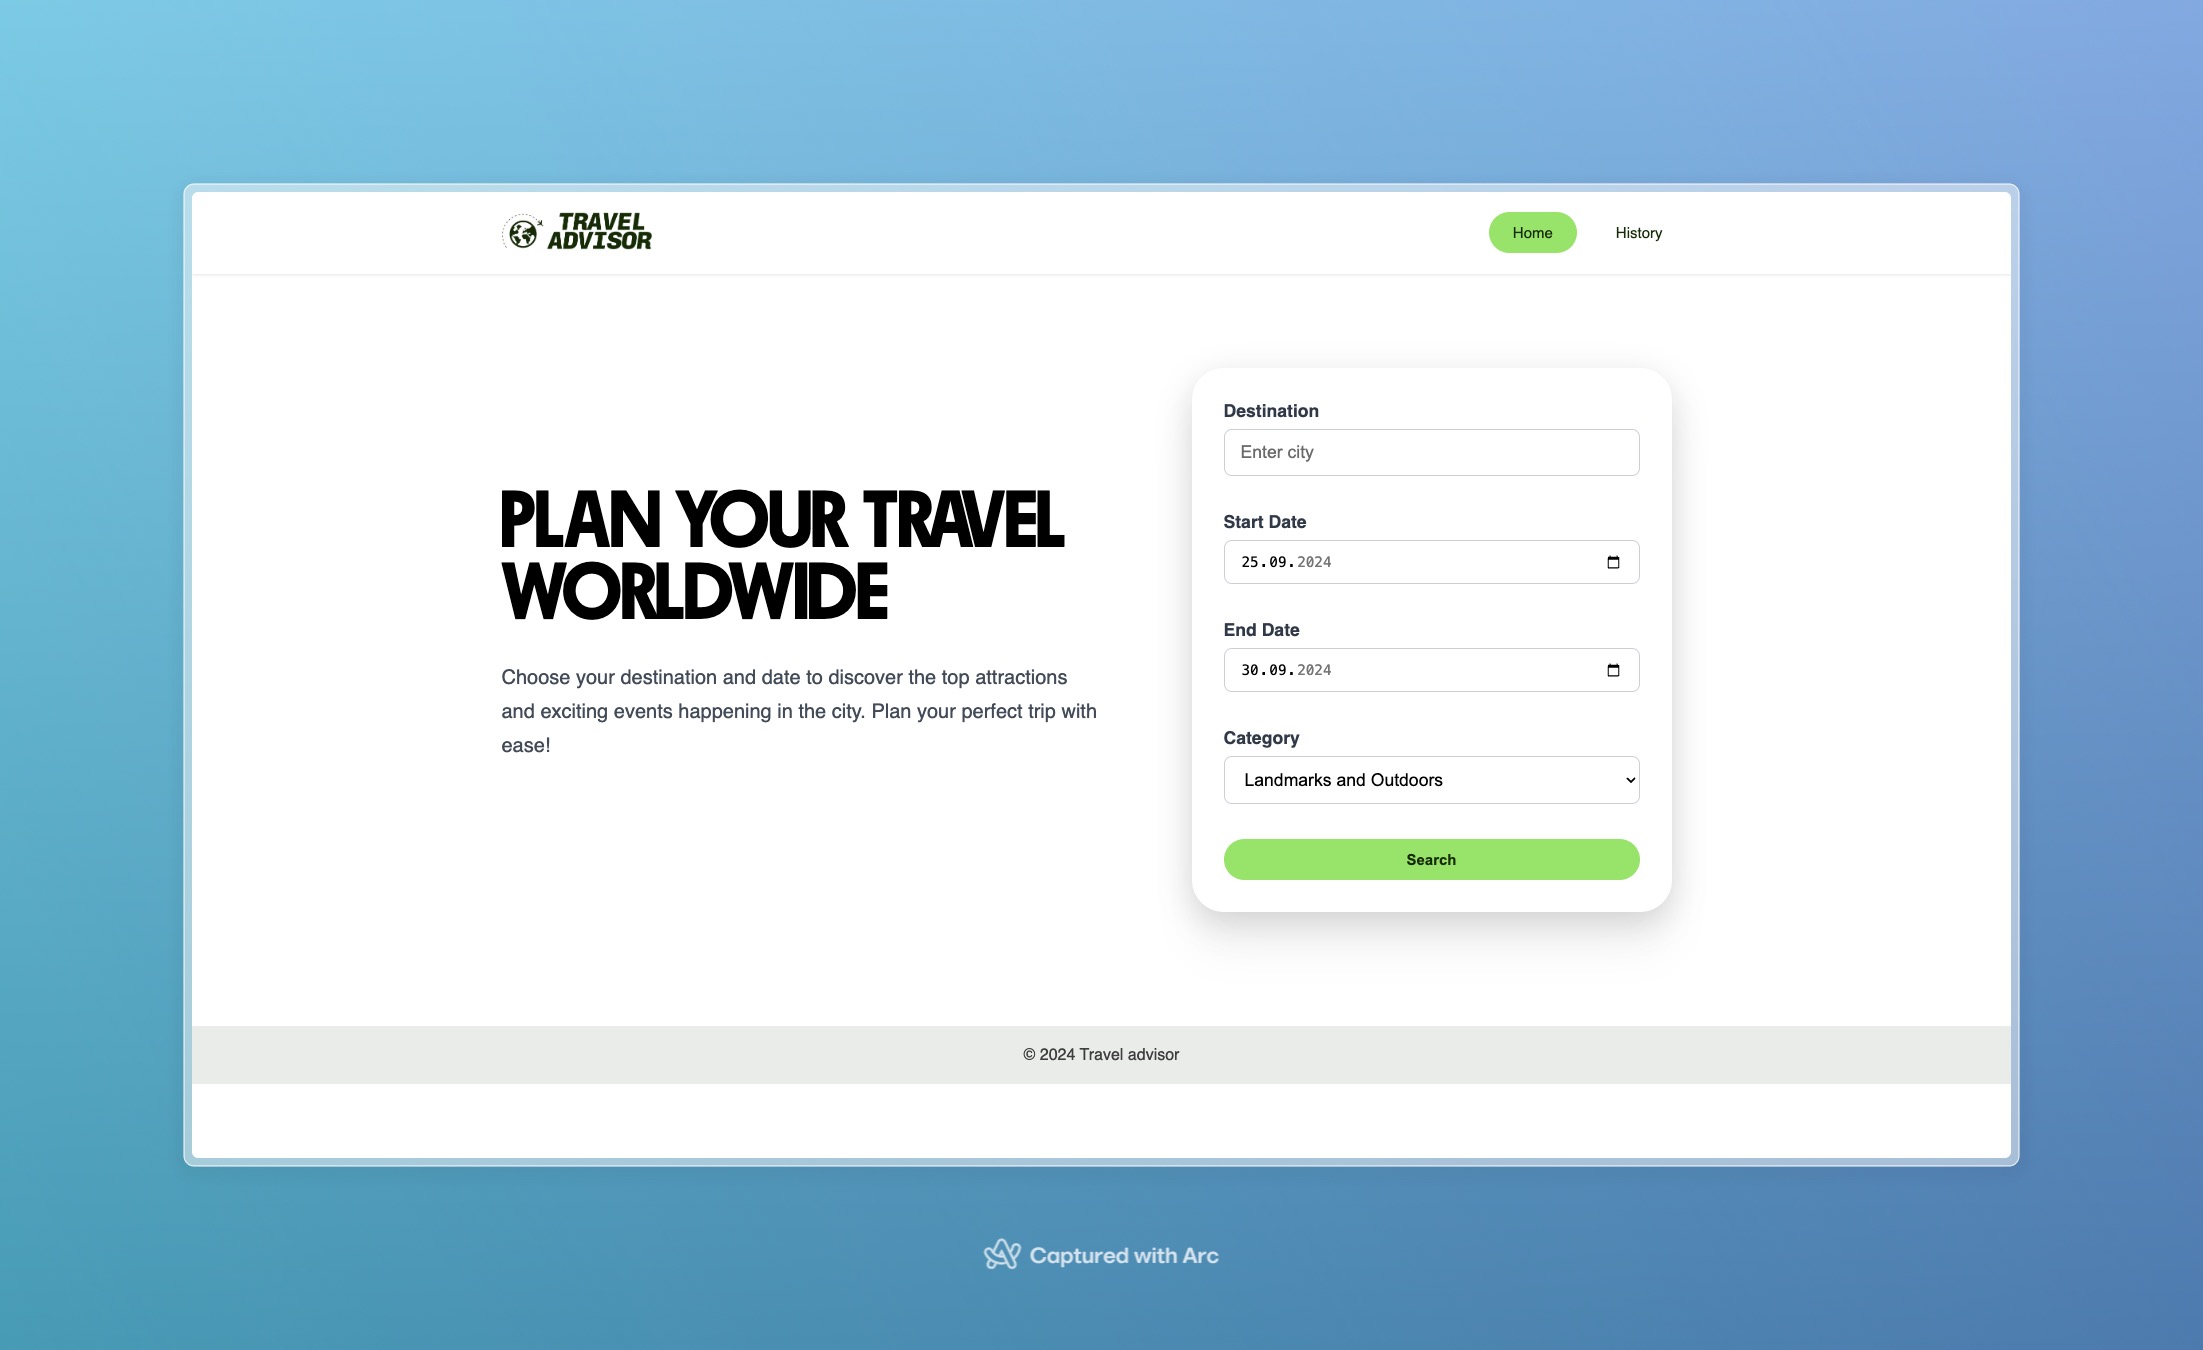 TRAVEL
ADVISOR
Home
History
PLAN YOUR TRAVEL
WORLDWIDE
Choose your destination and date to discover the top attractions
and exciting events happening in the city. Plan your perfect trip with
ease!
Destination
Enter city
Start Date
25.09.2024
End Date
30.09.2024
Category
Landmarks and Outdoors
Search
© 2024 Travel advisor
Captured with Arc